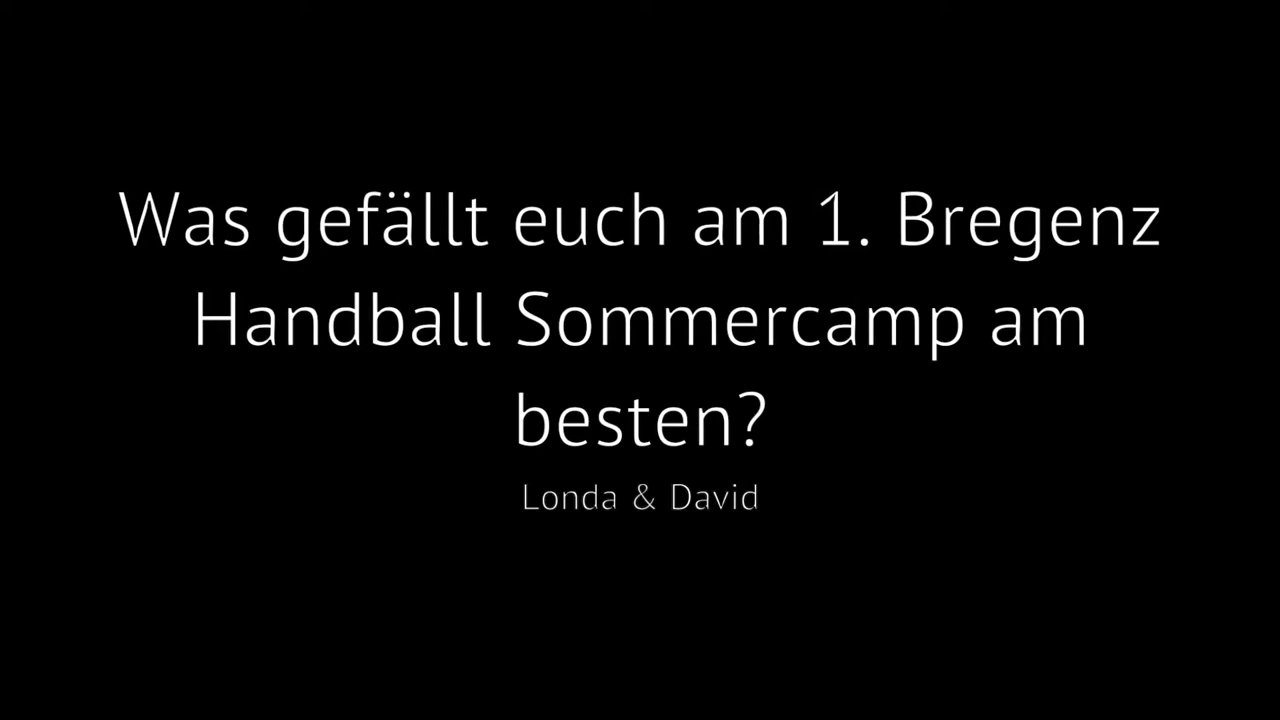 Was gefällt euch am 1. Bregenz
Handball Sommercamp am
besten?
Londa & David